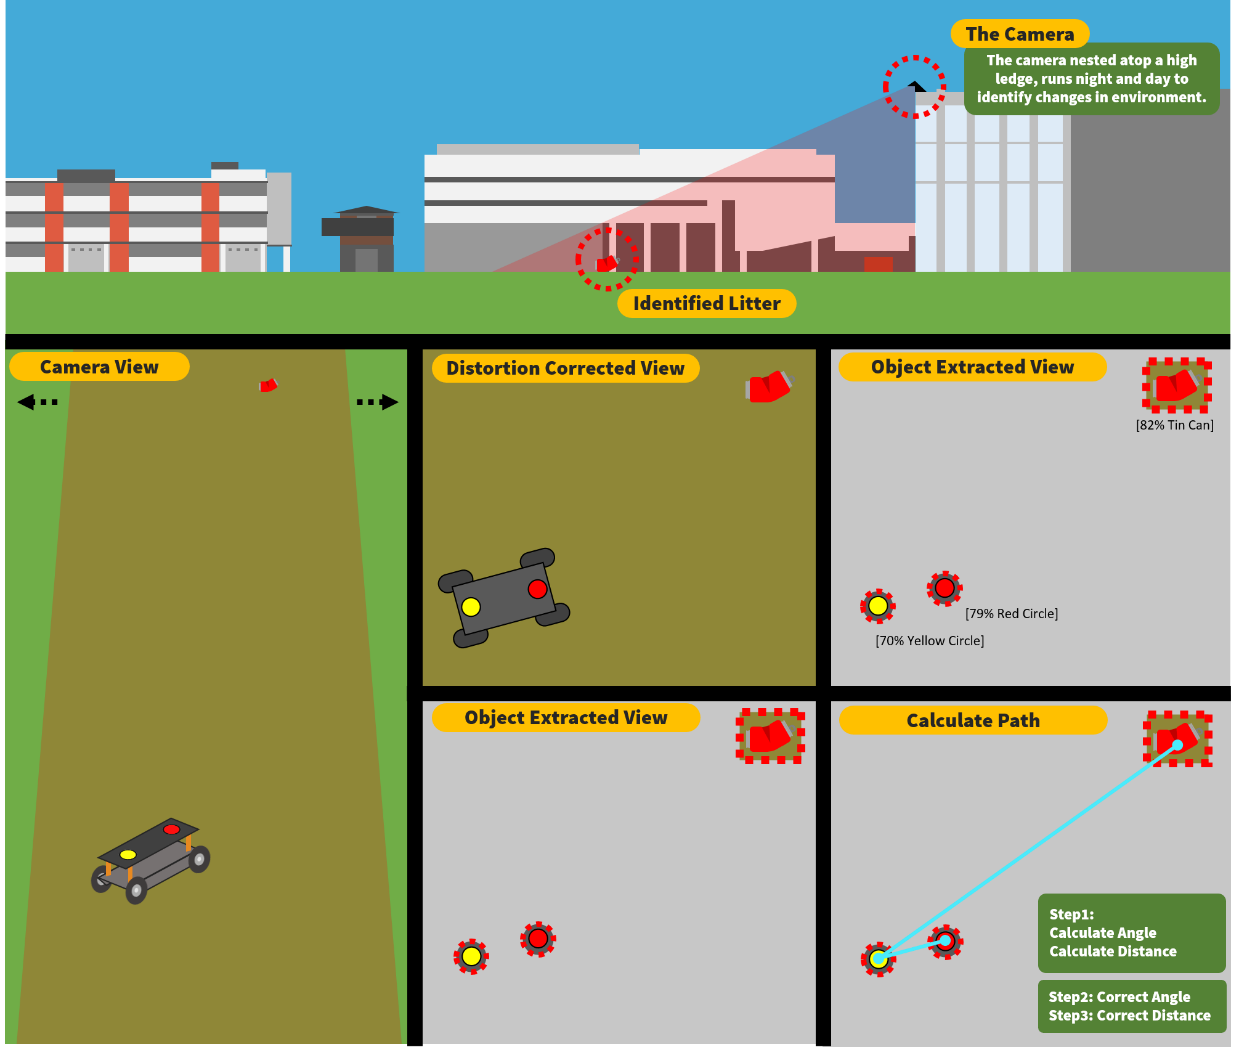 The Camera
The camera nested atop a high
ledge, runs night and day to
identify changes in environment.
Identified Litter
Camera View
Distortion Corrected View
Object Extracted View
[82% Tin Can]
[79% Red Circle]
[70% Yellow Circle]
Object Extracted View
Calculate Path
Step1:
Calculate Angle
Calculate Distance
Step2: Correct Angle
Step3: Correct Distance